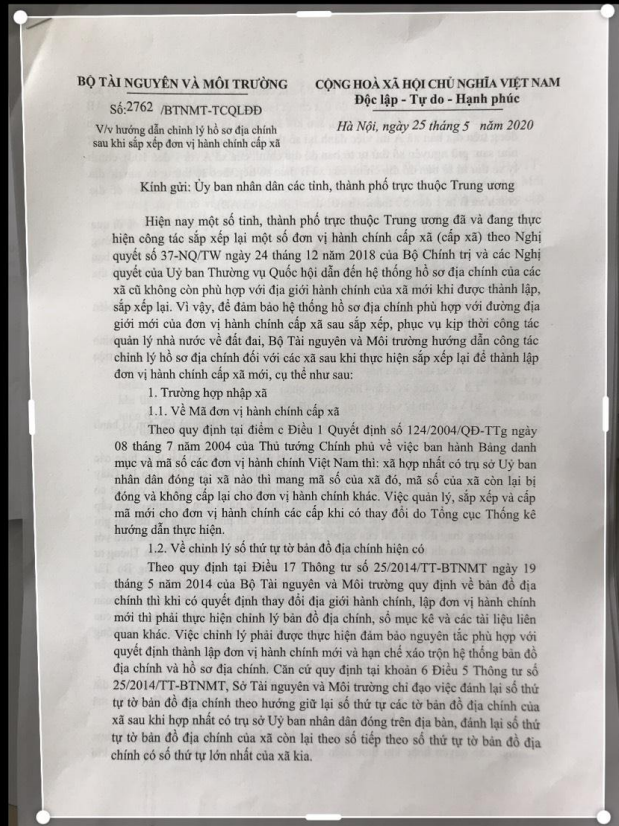 BỘ TÀI NGUYÊN VÀ MÔI TRƯỜNG
Số:2762 /BTNMT-TCQLĐĐ
V/v hướng dẫn chỉnh lý hồ sơ địa chính
sau khi sắp xếp đơn vị hành chính cấp xã
CỘNG HOÀ XÃ HỘI CHỦ NGHĨA VIỆT NAM
Độc lập - Tự do - Hạnh phúc
Hà Nội, ngày 25 tháng 5 năm 2020
Kính gửi: Ủy ban nhân dân các tỉnh, thành phố trực thuộc Trung ương
Hiện nay một số tỉnh, thành phố trực thuộc Trung ương đã và đang thực
hiện công tác sắp xếp lại một số đơn vị hành chính cấp xã (cấp xã) theo Nghị
quyết số 37-NQ/TW ngày 24 tháng 12 năm 2018 của Bộ Chính trị và các Nghị
quyết của Uỷ ban Thường vụ Quốc hội dẫn đến hệ thống hồ sơ địa chính của các
xã cũ không còn phù hợp với địa giới hành chính của xã mới khi được thành lập,
sắp xếp lại. Vì vậy, để đảm bảo hệ thống hồ sơ địa chính phù hợp với đường địa
giới mới của đơn vị hành chính cấp xã sau sắp xếp, phục vụ kịp thời công tác
quản lý nhà nước về đất đai, Bộ Tài nguyên và Môi trường hướng dẫn công tác
chỉnh lý hồ sơ địa chính đối với các xã sau khi thực hiện sắp xếp lại để thành lập
đơn vị hành chính cấp xã mới, cụ thể như sau:
1. Trường hợp nhập xã
1.1. Về Mã đơn vị hành chính cấp xã
Theo quy định tại điểm c Điều 1 Quyết định số 124/2004/QĐ-TTg ngày
08 tháng 7 năm 2004 của Thủ tướng Chính phủ về việc ban hành Bảng danh
mục và mã số các đơn vị hành chính Việt Nam thì: xã hợp nhất có trụ sở Uỷ ban
nhân dân đóng tại xã nào thì mang mã số của xã đó, mã số của xã còn lại bị
đóng và không cấp lại cho đơn vị hành chính khác. Việc quản lý, sắp xếp và cấp
mã mới cho đơn vị hành chính các cấp khi có thay đổi do Tổng cục Thống kê
hướng dẫn thực hiện.
1.2. Về chỉnh lý số thứ tự tờ bản đồ địa chính hiện có
Theo quy định tại Điều 17 Thông tư số 25/2014/TT-BTNMT ngày 19
tháng 5 năm 2014 của Bộ Tài nguyên và Môi trường quy định về bản đồ địa
chính thì khi có quyết định thay đổi địa giới hành chính, lập đơn vị hành chính
mới thì phải thực hiện chỉnh lý bản đồ địa chính, sổ mục kê và các tài liệu liên
quan khác. Việc chỉnh lý phải được thực hiện đảm bảo nguyên tắc phù hợp với
quyết định thành lập đơn vị hành chính mới và hạn chế xáo trộn hệ thống bản đồ
địa chính và hồ sơ địa chính. Căn cứ quy định tại khoản 6 Điều 5 Thông tư số
25/2014/TT-BTNMT, Sở Tài nguyên và Môi trường chỉ đạo việc đánh lại số thứ
tự tờ bản đồ địa chính theo hướng giữ lại số thứ tự các tờ bản đồ địa chính của
xã sau khi hợp nhất có trụ sở Uỷ ban nhân dân đóng trên địa bàn, đánh lại số thứ
tự tờ bản đồ địa chính của xã còn lại theo số tiếp theo số thứ tự tờ bản đồ địa
chính có số thứ tự lớn nhất của xã kia.